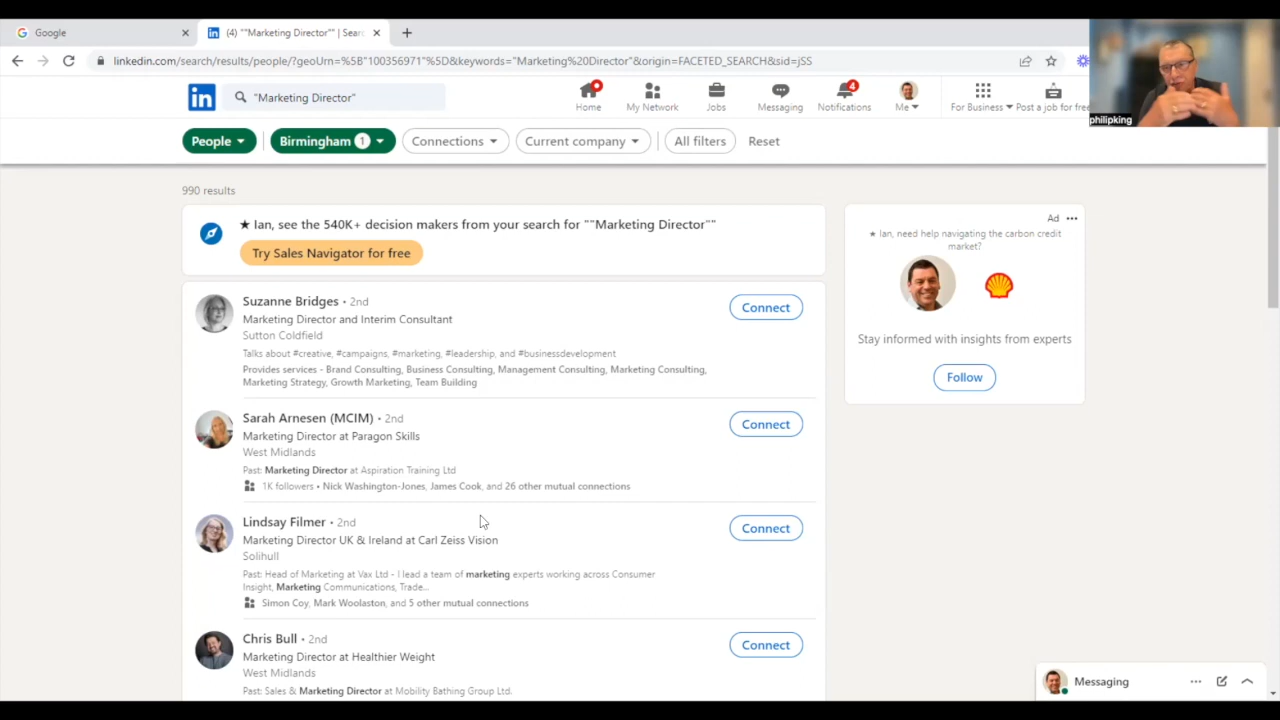 Google
(4) ""Marketing Director"" | Sear
linkedin.com/search/results/people/?geoUrn=%5B"100356971"%5D&keywords="Marketing%20Director"&origin=FACETED_SEARCH&sid=jSS
philipking
in
"Marketing Director"
Home
My Network
Jobs
Messaging
4
Notifications
Me
For Business
Post a job for free
People
Birmingham 1
Connections
Current company
All filters
Reset
990 results
★ Ian, see the 540K+ decision makers from your search for ""Marketing Director""
Try Sales Navigator for free
Suzanne Bridges • 2nd
Marketing Director and Interim Consultant
Sutton Coldfield
Talks about #creative, #campaigns, #marketing, #leadership, and #businessdevelopment
Provides services - Brand Consulting, Business Consulting, Management Consulting, Marketing Consulting,
Marketing Strategy, Growth Marketing, Team Building
Connect
Sarah Arnesen (MCIM) • 2nd
Marketing Director at Paragon Skills
West Midlands
Past: Marketing Director at Aspiration Training Ltd
1K followers • Nick Washington-Jones, James Cook, and 26 other mutual connections
Connect
Lindsay Filmer • 2nd
Marketing Director UK & Ireland at Carl Zeiss Vision
Solihull
Past: Head of Marketing at Vax Ltd - I lead a team of marketing experts working across Consumer
Insight, Marketing Communications, Trade...
Simon Coy, Mark Woolaston, and 5 other mutual connections
Connect
Chris Bull • 2nd
Marketing Director at Healthier Weight
West Midlands
Past: Sales & Marketing Director at Mobility Bathing Group Ltd.
Connect
Ad •••
★ Ian, need help navigating the carbon credit
market?
Stay informed with insights from experts
Follow
Messaging